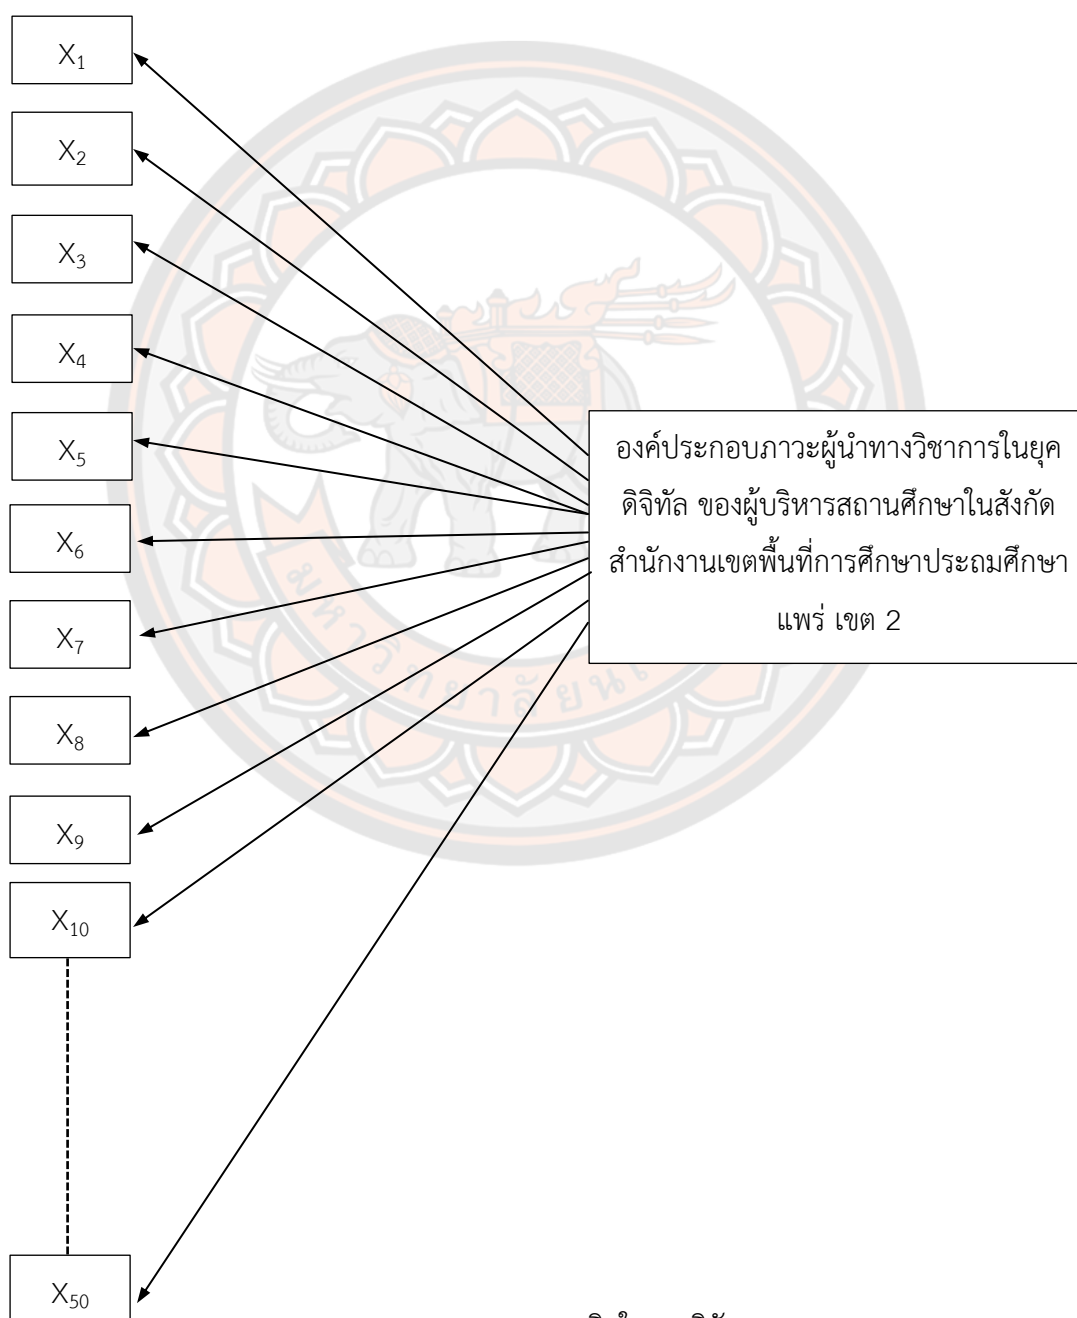 X₁
X₂
X₃
X₄
X₅
X₆
X₇
X₈
X₉
X₁₀
X₅₀
องค์ประกอบภาวะผู้นำทางวิชาการในยุค
ดิจิทัล ของผู้บริหารสถานศึกษาในสังกัด
สำนักงานเขตพื้นที่การศึกษาประถมศึกษา
แพร่ เขต 2